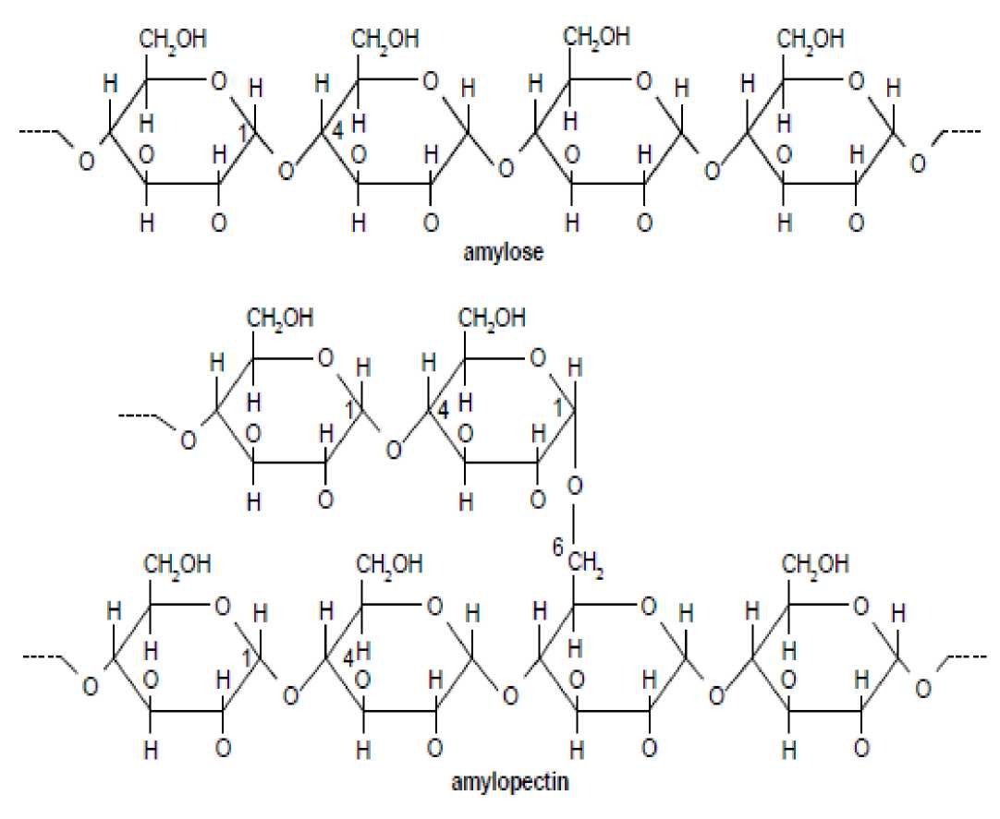 CH₂OH CH₂OH CH₂OH CH₂OH
H O H H O H H O H H O H
H 1 4 H H H
O H O H O H O H
O O O O O
H O H O H O H O
amylose
CH₂OH CH₂OH
H O H H O H
H 1 4 H 1
O H O H
O O
O
H O H O
6
CH₂OH CH₂OH CH₂ CH₂OH
H O H H O H H O H H O H
H 1 4 H H H
O H O H O H O H
O O O O O
H O H O H O H O
amylopectin